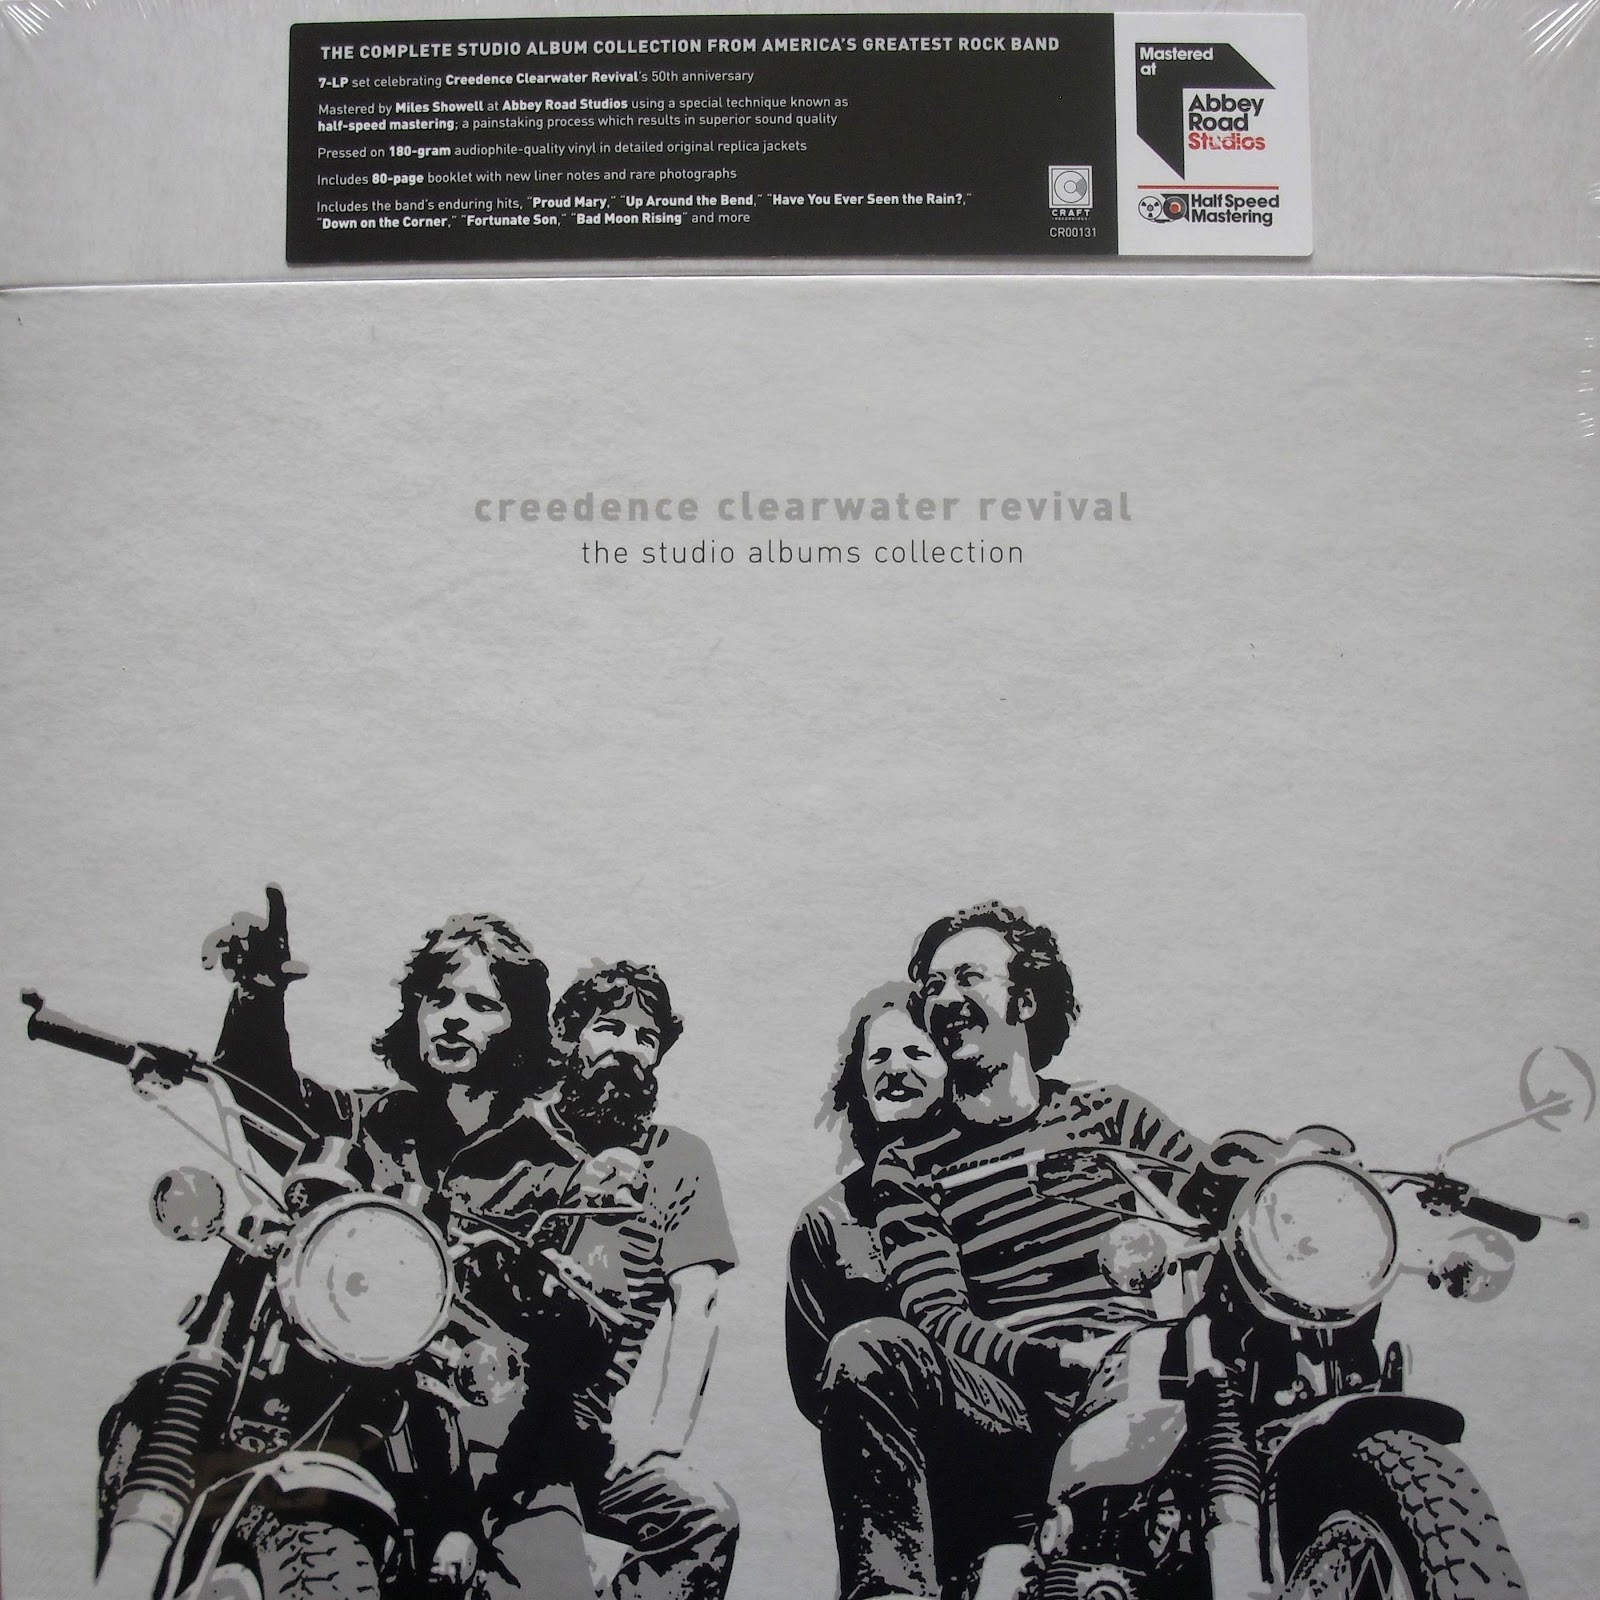 THE COMPLETE STUDIO ALBUM COLLECTION FROM AMERICA'S GREATEST ROCK BAND
7-LP set celebrating Creedence Clearwater Revival's 50th anniversary
Mastered by Miles Showell at Abbey Road Studios using a special technique known as
half-speed mastering; a painstaking process which results in superior sound quality
Pressed on 180-gram audiophile-quality vinyl in detailed original replica jackets
Includes 80-page booklet with new liner notes and rare photographs
Includes the band's enduring hits, "Proud Mary," "Up Around the Bend," "Have You Ever Seen the Rain?,"
"Down on the Corner," "Fortunate Son," "Bad Moon Rising" and more
CRAFT
RECORDINGS
CR00131
Mastered
at
Abbey
Road
Studios
Half Speed
Mastering
creedence clearwater revival
the studio albums collection